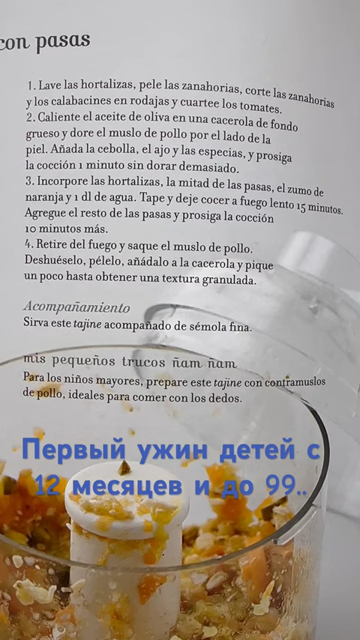 con pasas
1. Lave las hortalizas, pele las zanahorias, corte las zanahorias
y los calabacines en rodajas y cuartee los tomates.
2. Caliente el aceite de oliva en una cacerola de fondo
grueso y dore el muslo de pollo por el lado de la
piel. Añada la cebolla, el ajo y las especias, y prosiga
la cocción 1 minuto sin dorar demasiado.
3. Incorpore las hortalizas, la mitad de las pasas, el zumo de
naranja y 1 dl de agua. Tape y deje cocer a fuego lento 15 minutos.
Agregue el resto de las pasas y prosiga la cocción
10 minutos más.
4. Retire del fuego y saque el muslo de pollo.
Deshuéselo, pélelo, añádalo a la cacerola y pique
un poco hasta obtener una textura granulada.
Acompañamiento
Sirva este tajine acompañado de sémola fina.
mis pequeños trucos ñam ñam
Para los niños mayores, prepare este tajine con contramuslos
de pollo, ideales para comer con los dedos.
Первый ужин детей с
12 месяцев и до 99..